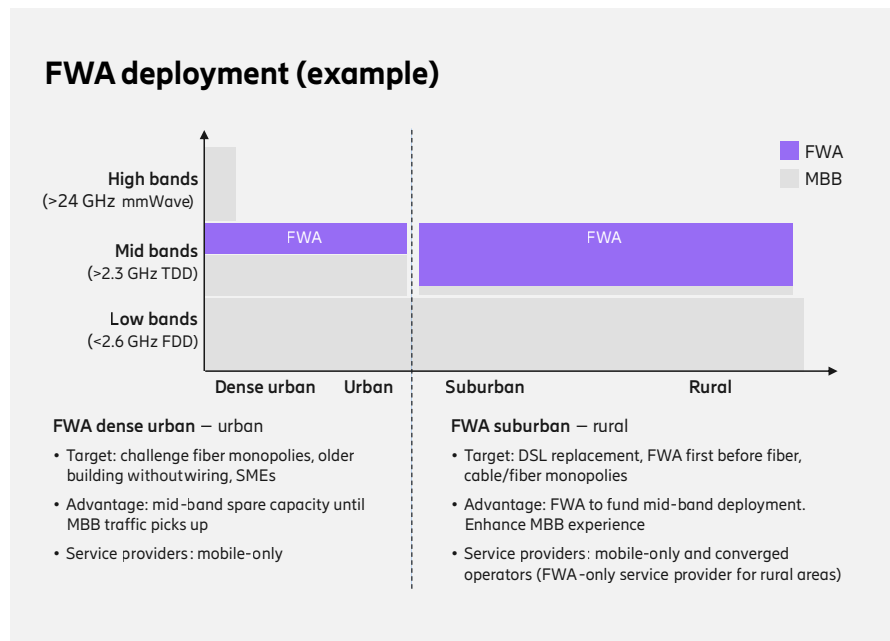 FWA deployment (example)
FWA
MBB
High bands
(>24 GHz mmWave)
FWA
FWA
Mid bands
(>2.3 GHz TDD)
Low bands
(<2.6 GHz FDD)
Dense urban
Urban
Suburban
Rural
FWA dense urban – urban
• Target: challenge fiber monopolies, older
building without wiring, SMEs
• Advantage: mid-band spare capacity until
MBB traffic picks up
• Service providers: mobile-only
FWA suburban – rural
• Target: DSL replacement, FWA first before fiber,
cable/fiber monopolies
• Advantage: FWA to fund mid-band deployment.
Enhance MBB experience
• Service providers: mobile-only and converged
operators (FWA-only service provider for rural areas)